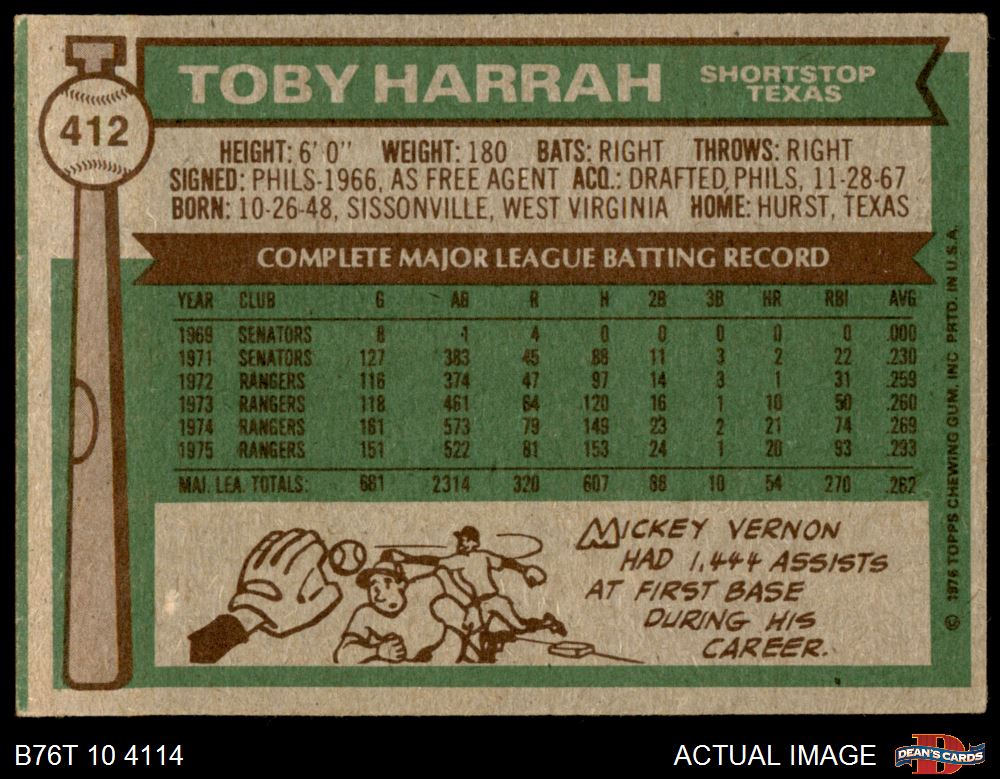 412
TOBY HARRAH SHORTSTOP
TEXAS
HEIGHT: 6' 0" WEIGHT: 180 BATS: RIGHT THROWS: RIGHT
SIGNED: PHILS-1966, AS FREE AGENT ACQ.: DRAFTED, PHILS, 11-28-67
BORN: 10-26-48, SISSONVILLE, WEST VIRGINIA HOME: HURST, TEXAS
COMPLETE MAJOR LEAGUE BATTING RECORD
YEAR CLUB G AB R H 2B 3B HR RBI AVG
1969 SENATORS 8 1 4 0 0 0 0 0 .000
1971 SENATORS 127 383 45 88 11 3 2 22 .230
1972 RANGERS 116 374 47 97 14 3 1 31 .259
1973 RANGERS 118 461 64 120 16 1 10 50 .260
1974 RANGERS 161 573 79 149 23 2 21 74 .269
1975 RANGERS 151 522 81 153 24 1 20 93 .293
MAJ. LEA. TOTALS: 681 2314 320 607 88 10 54 270 .262
MICKEY VERNON
HAD 1,444 ASSISTS
AT FIRST BASE
DURING HIS
CAREER.
© 1976 TOPPS CHEWING GUM, INC PRTD. IN U.S.A.
B76T 10 4114 ACTUAL IMAGE DEAN'S CARDS